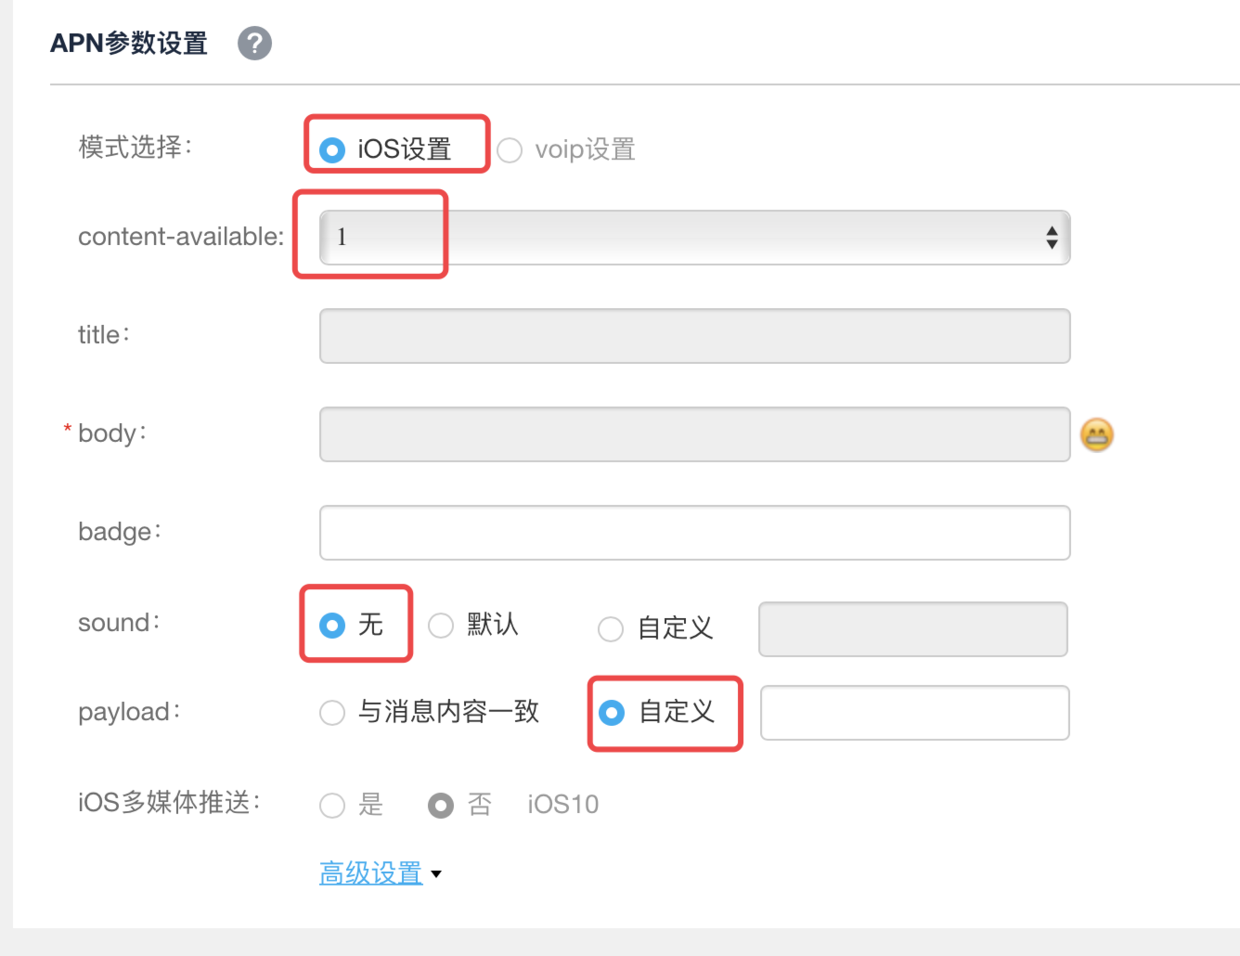 APN参数设置 ?
模式选择: iOS设置 voip设置
content-available: 1
title:
* body:
badge:
sound: 无 默认 自定义
payload: 与消息内容一致 自定义
iOS多媒体推送: 是 否 iOS10
高级设置